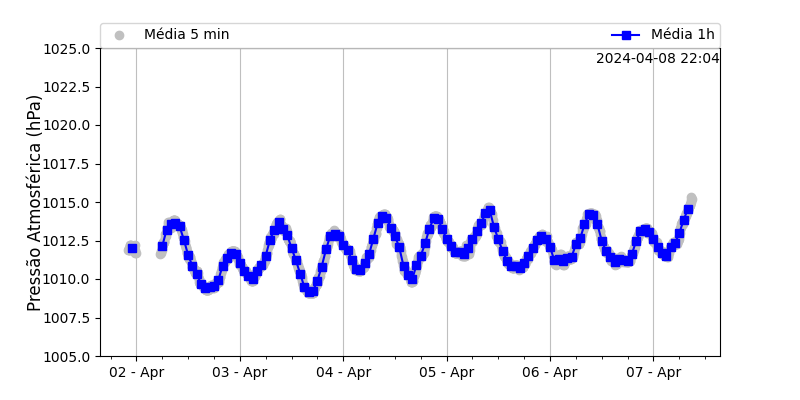 Média 5 min
Média 1h
2024-04-08 22:04
Pressão Atmosférica (hPa)
1025.0
1022.5
1020.0
1017.5
1015.0
1012.5
1010.0
1007.5
1005.0
02 - Apr
03 - Apr
04 - Apr
05 - Apr
06 - Apr
07 - Apr